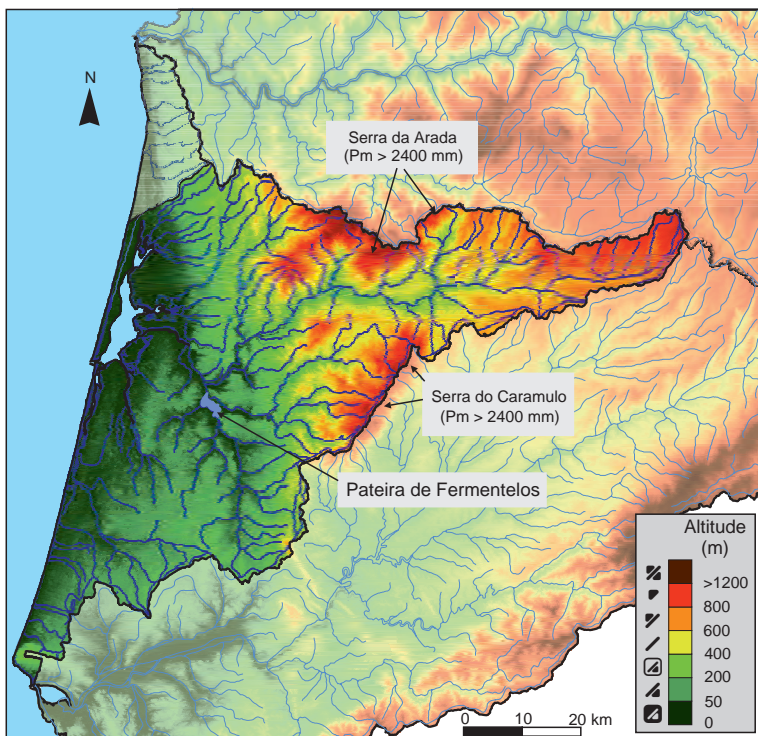 N
Serra da Arada
(Pm > 2400 mm)
Serra do Caramulo
(Pm > 2400 mm)
Pateira de Fermentelos
Altitude
(m)
>1200
800
600
400
200
50
0
0 10 20 km